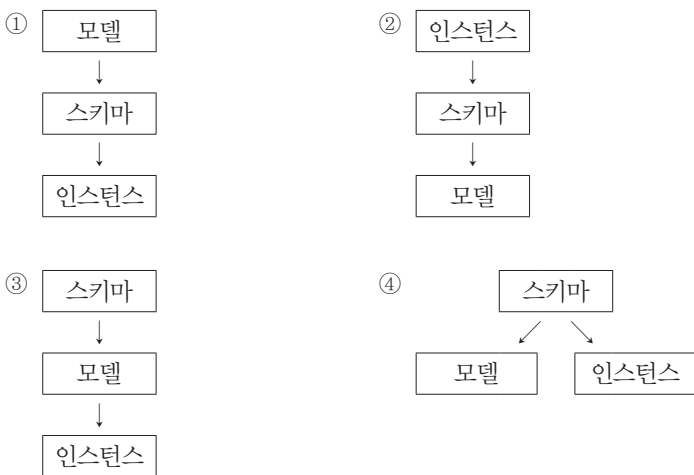 ① 모델
스키마
인스턴스
② 인스턴스
스키마
모델
③ 스키마
모델
인스턴스
④ 스키마
모델 인스턴스